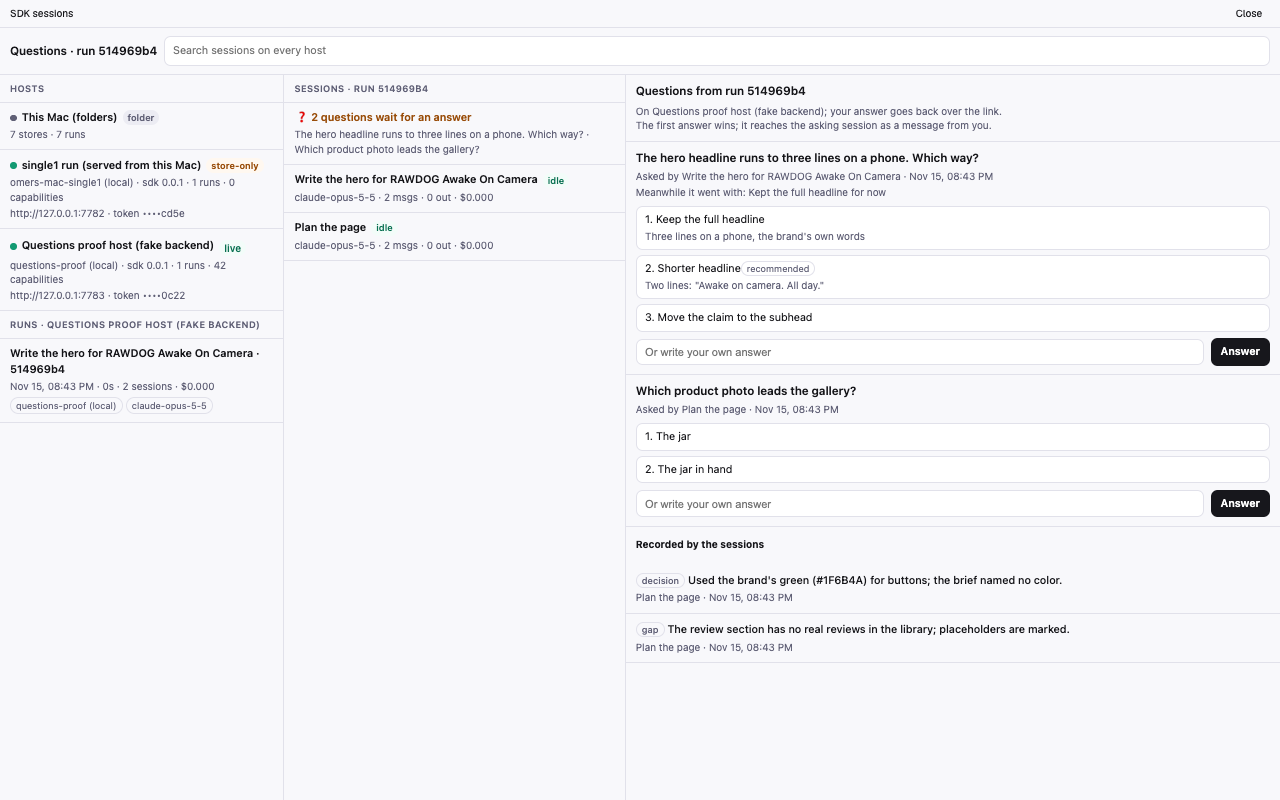 SDK sessions
Close
Questions · run 514969b4
Search sessions on every host
HOSTS
This Mac (folders) folder
7 stores · 7 runs
single1 run (served from this Mac) store-only
omers-mac-single1 (local) · sdk 0.0.1 · 1 runs · 0
capabilities
http://127.0.0.1:7782 · token ••••cd5e
Questions proof host (fake backend) live
questions-proof (local) · sdk 0.0.1 · 1 runs · 42
capabilities
http://127.0.0.1:7783 · token ••••0c22
RUNS · QUESTIONS PROOF HOST (FAKE BACKEND)
Write the hero for RAWDOG Awake On Camera ·
514969b4
Nov 15, 08:43 PM · 0s · 2 sessions · $0.000
questions-proof (local) claude-opus-5-5
SESSIONS · RUN 514969B4
❓ 2 questions wait for an answer
The hero headline runs to three lines on a phone. Which way? ·
Which product photo leads the gallery?
Write the hero for RAWDOG Awake On Camera idle
claude-opus-5-5 · 2 msgs · 0 out · $0.000
Plan the page idle
claude-opus-5-5 · 2 msgs · 0 out · $0.000
Questions from run 514969b4
On Questions proof host (fake backend); your answer goes back over the link.
The first answer wins; it reaches the asking session as a message from you.
The hero headline runs to three lines on a phone. Which way?
Asked by Write the hero for RAWDOG Awake On Camera · Nov 15, 08:43 PM
Meanwhile it went with: Kept the full headline for now
1. Keep the full headline
Three lines on a phone, the brand's own words
2. Shorter headline recommended
Two lines: "Awake on camera. All day."
3. Move the claim to the subhead
Or write your own answer
Answer
Which product photo leads the gallery?
Asked by Plan the page · Nov 15, 08:43 PM
1. The jar
2. The jar in hand
Or write your own answer
Answer
Recorded by the sessions
decision Used the brand's green (#1F6B4A) for buttons; the brief named no color.
Plan the page · Nov 15, 08:43 PM
gap The review section has no real reviews in the library; placeholders are marked.
Plan the page · Nov 15, 08:43 PM